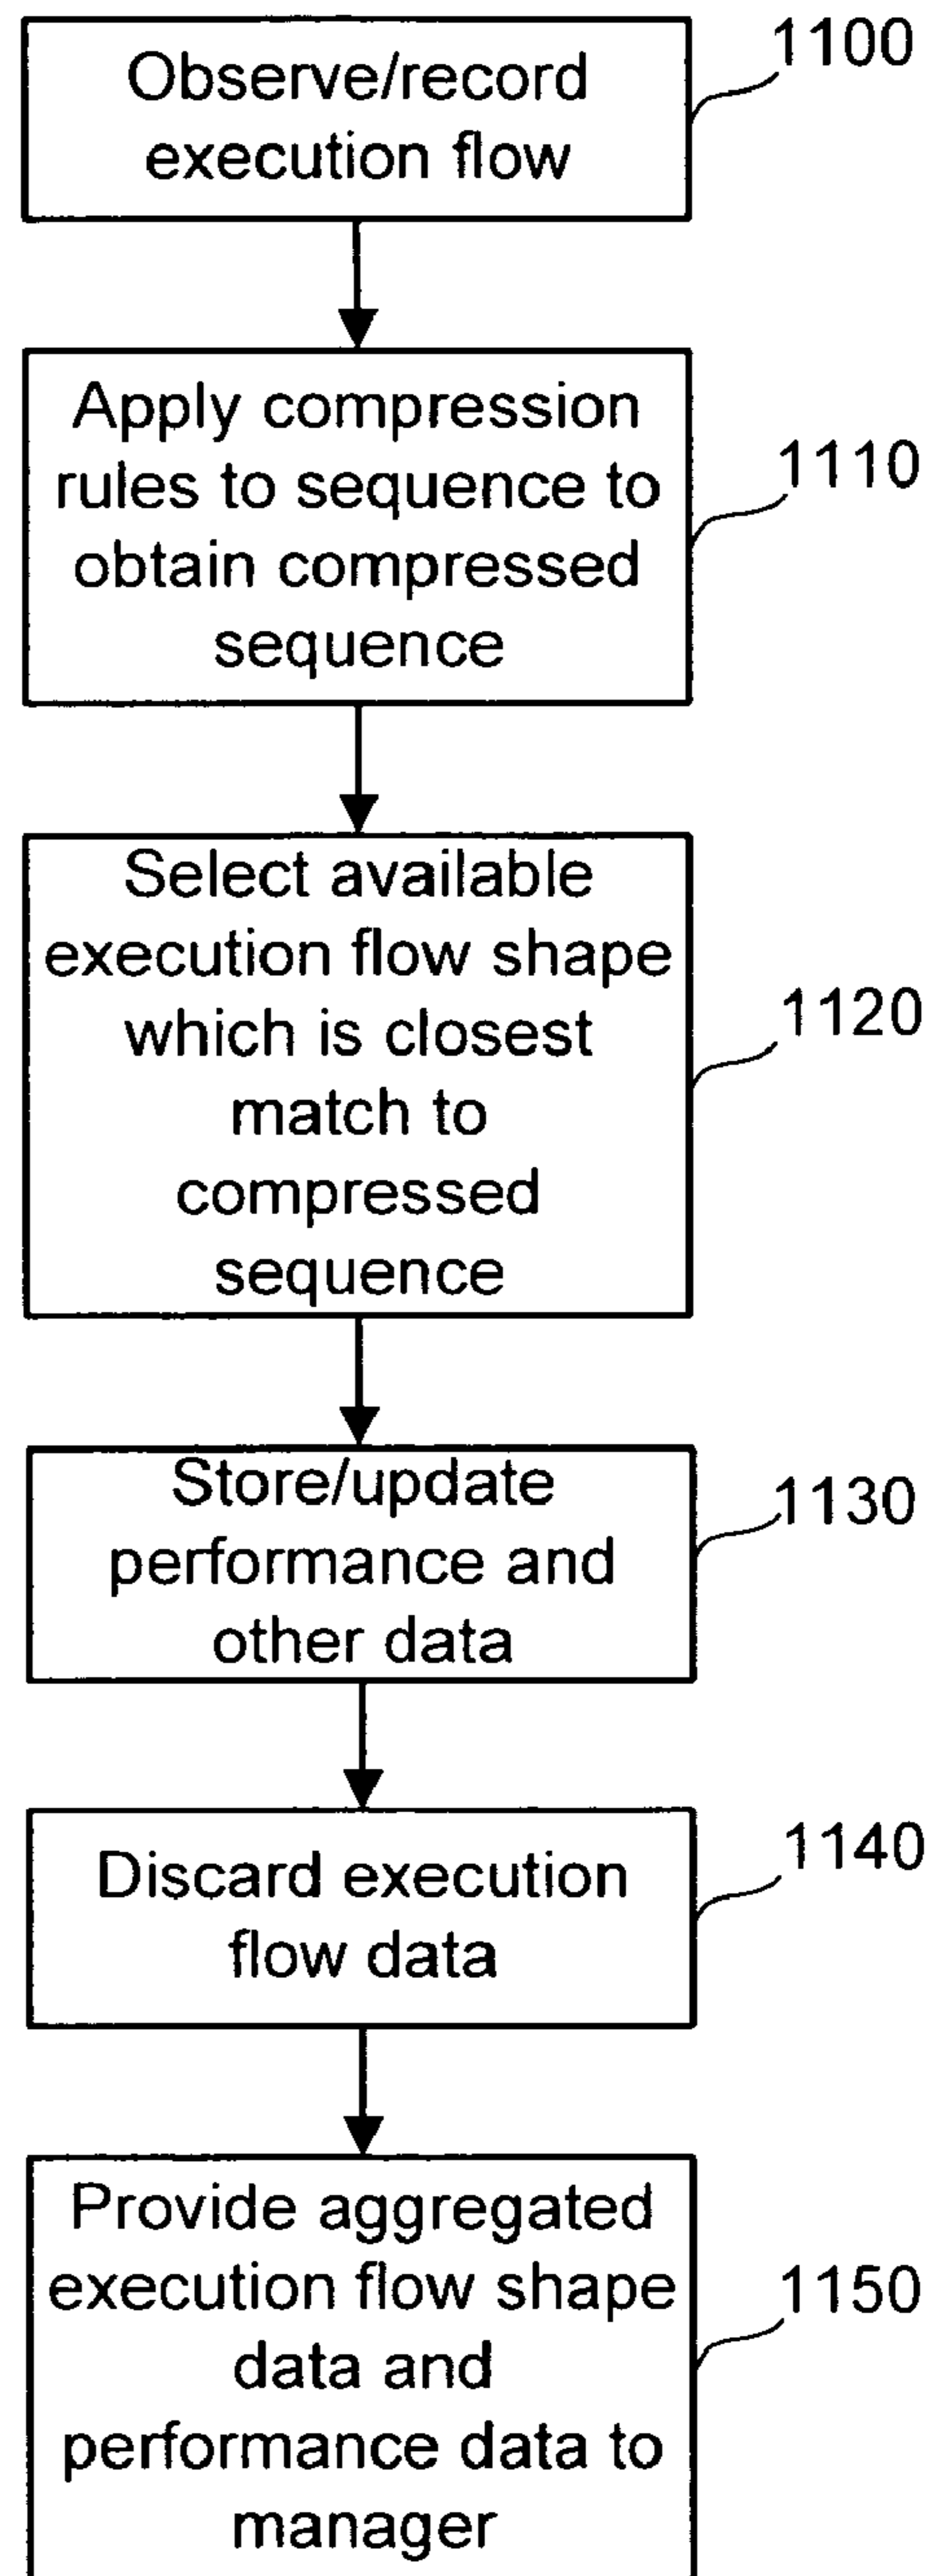 Observe/record
execution flow
1100
Apply compression
rules to sequence to
obtain compressed
sequence
1110
Select available
execution flow shape
which is closest
match to
compressed
sequence
1120
Store/update
performance and
other data
1130
Discard execution
flow data
1140
Provide aggregated
execution flow shape
data and
performance data to
manager
1150